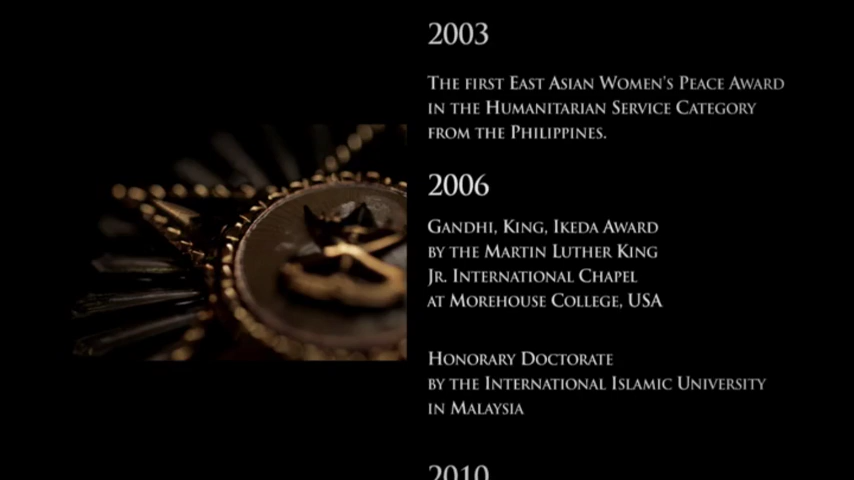 2003
The first East Asian Women's Peace Award
in the Humanitarian Service Category
from the Philippines.
2006
Gandhi, King, Ikeda Award
by the Martin Luther King
Jr. International Chapel
at Morehouse College, USA
Honorary Doctorate
by the International Islamic University
in Malaysia
2010